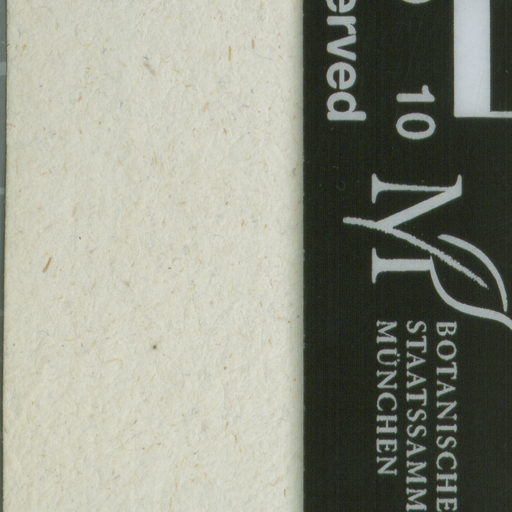 erved
10
BOTANISCHE
STAATSSAMM
MÜNCHEN